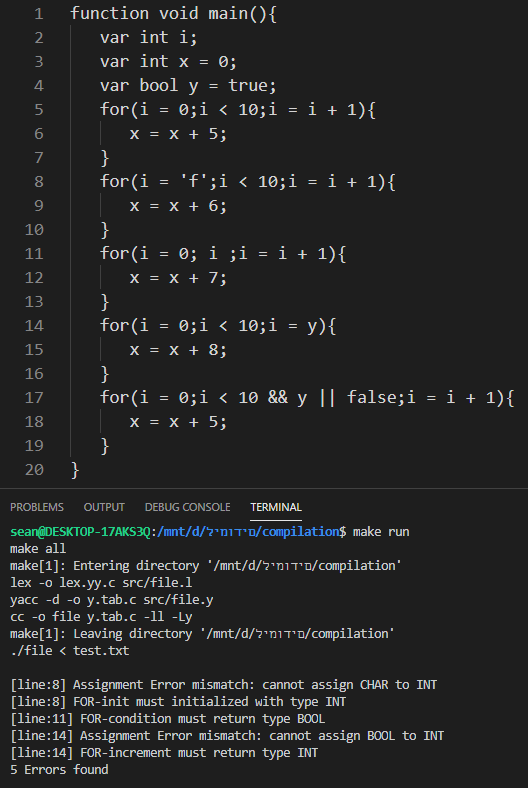 1 function void main(){
2 var int i;
3 var int x = 0;
4 var bool y = true;
5 for(i = 0;i < 10;i = i + 1){
6 x = x + 5;
7 }
8 for(i = 'f';i < 10;i = i + 1){
9 x = x + 6;
10 }
11 for(i = 0; i ;i = i + 1){
12 x = x + 7;
13 }
14 for(i = 0;i < 10;i = y){
15 x = x + 8;
16 }
17 for(i = 0;i < 10 && y || false;i = i + 1){
18 x = x + 5;
19 }
20 }
PROBLEMS OUTPUT DEBUG CONSOLE TERMINAL
sean@DESKTOP-17AKS3Q:/mnt/d/לימודים/compilation$ make run
make all
make[1]: Entering directory '/mnt/d/לימודים/compilation'
lex -o lex.yy.c src/file.l
yacc -d -o y.tab.c src/file.y
cc -o file y.tab.c -ll -Ly
make[1]: Leaving directory '/mnt/d/לימודים/compilation'
./file < test.txt
[line:8] Assignment Error mismatch: cannot assign CHAR to INT
[line:8] FOR-init must initialized with type INT
[line:11] FOR-condition must return type BOOL
[line:14] Assignment Error mismatch: cannot assign BOOL to INT
[line:14] FOR-increment must return type INT
5 Errors found